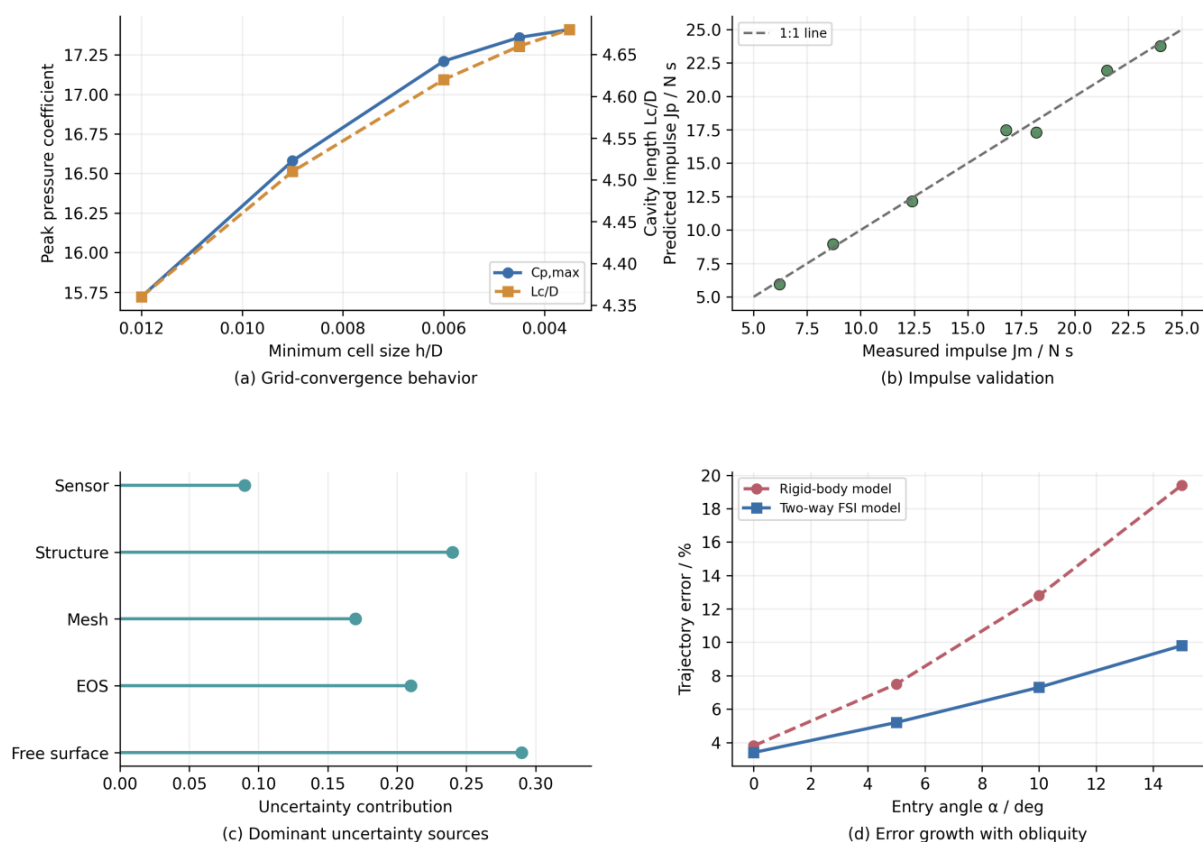 17.25
17.00
16.75
16.50
16.25
16.00
15.75
Peak pressure coefficient
4.65
4.60
4.55
4.50
4.45
4.40
4.35
Cavity length Lc/D
Cp,max
Lc/D
0.012 0.010 0.008 0.006 0.004
Minimum cell size h/D
(a) Grid-convergence behavior
25.0
22.5
20.0
17.5
15.0
12.5
10.0
7.5
5.0
Predicted impulse Jp / N s
1:1 line
5.0 7.5 10.0 12.5 15.0 17.5 20.0 22.5 25.0
Measured impulse Jm / N s
(b) Impulse validation
Sensor
Structure
Mesh
EOS
Free surface
0.00 0.05 0.10 0.15 0.20 0.25 0.30
Uncertainty contribution
(c) Dominant uncertainty sources
20
18
16
14
12
10
8
6
4
Trajectory error / %
Rigid-body model
Two-way FSI model
0 2 4 6 8 10 12 14
Entry angle α / deg
(d) Error growth with obliquity